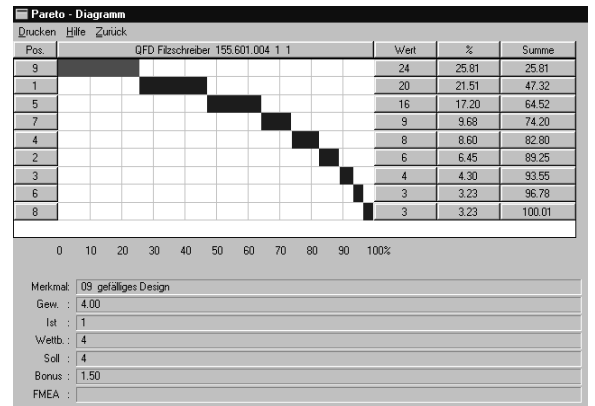 Pareto - Diagramm
Drucken Hilfe Zurück
Pos. QFD Filzschreiber 155.601.004 1 1 Wert % Summe
9 24 25.81 25.81
1 20 21.51 47.32
5 16 17.20 64.52
7 9 9.68 74.20
4 8 8.60 82.80
2 6 6.45 89.25
3 4 4.30 93.55
6 3 3.23 96.78
8 3 3.23 100.01
0 10 20 30 40 50 60 70 80 90 100%
Merkmal: 09 gefälliges Design
Gew. : 4.00
Ist : 1
Wettb. : 4
Soll : 4
Bonus : 1.50
FMEA :